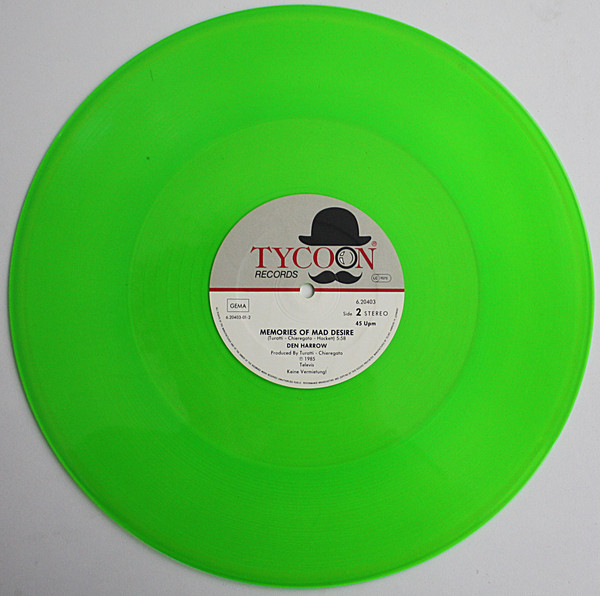 TYCOON ®
RECORDS
GEMA
6.20403 01-2
6.20403
Side 2 STEREO
45 Upm
MEMORIES OF MAD DESIRE
(Turatti - Chieregato - Hackett) 5:58
DEN HARROW
Produced By Turatti - Chieregato
℗ 1985
Televis
Keine Vermietung!